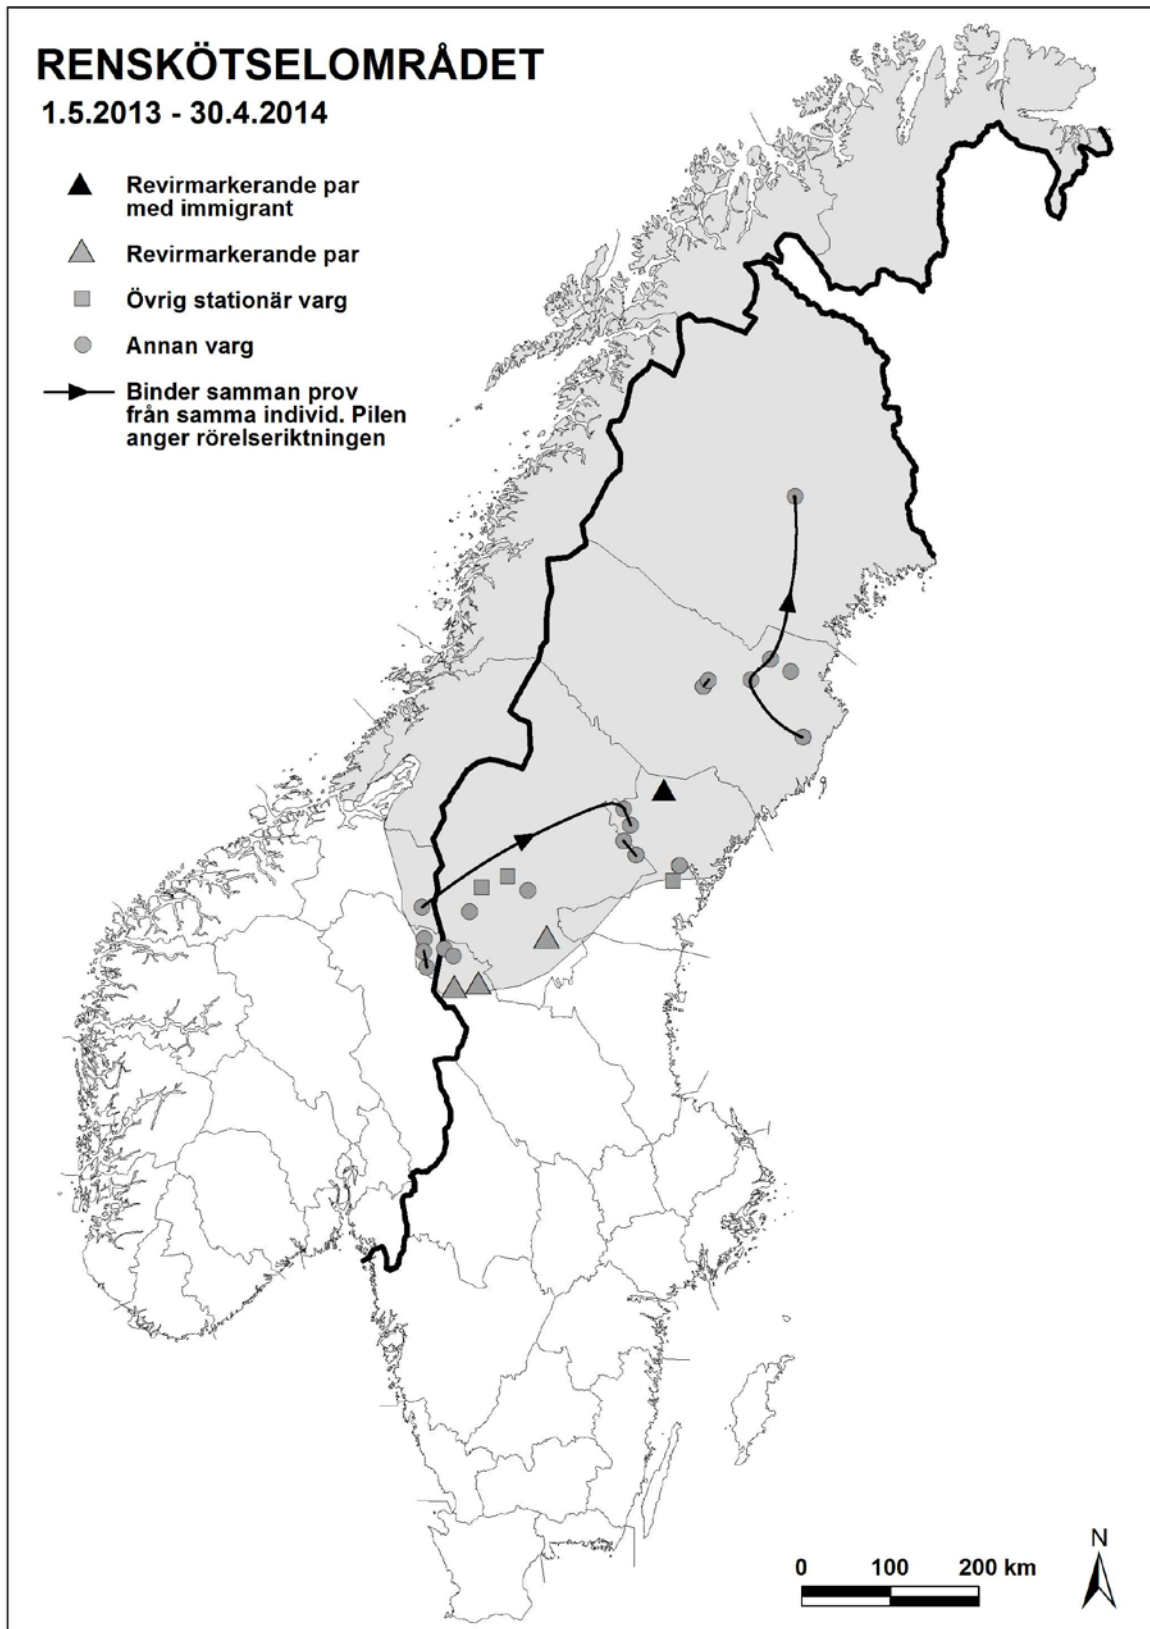 RENSKÖTSELOMRÅDET
1.5.2013 - 30.4.2014
Revirmarkerande par
med immigrant
Revirmarkerande par
Övrig stationär varg
Annan varg
Binder samman prov
från samma individ. Pilen
anger rörelseriktningen
N
0 100 200 km